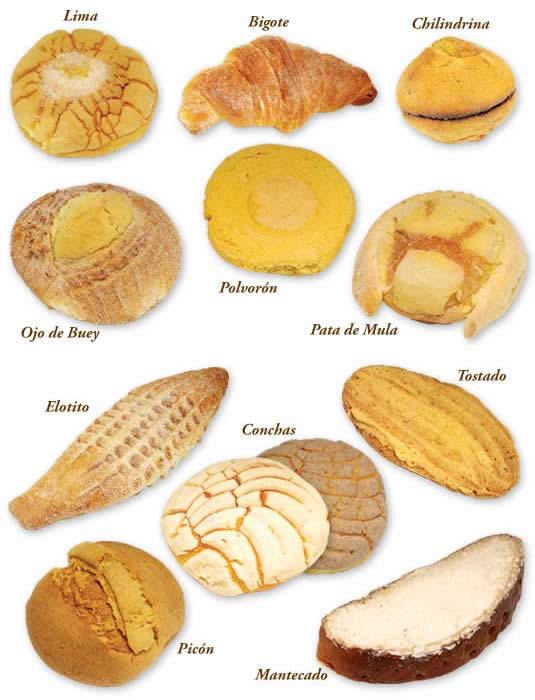 Lima
Bigote
Chilindrina
Polvorón
Ojo de Buey
Pata de Mula
Elotito
Conchas
Tostado
Picón
Mantecado